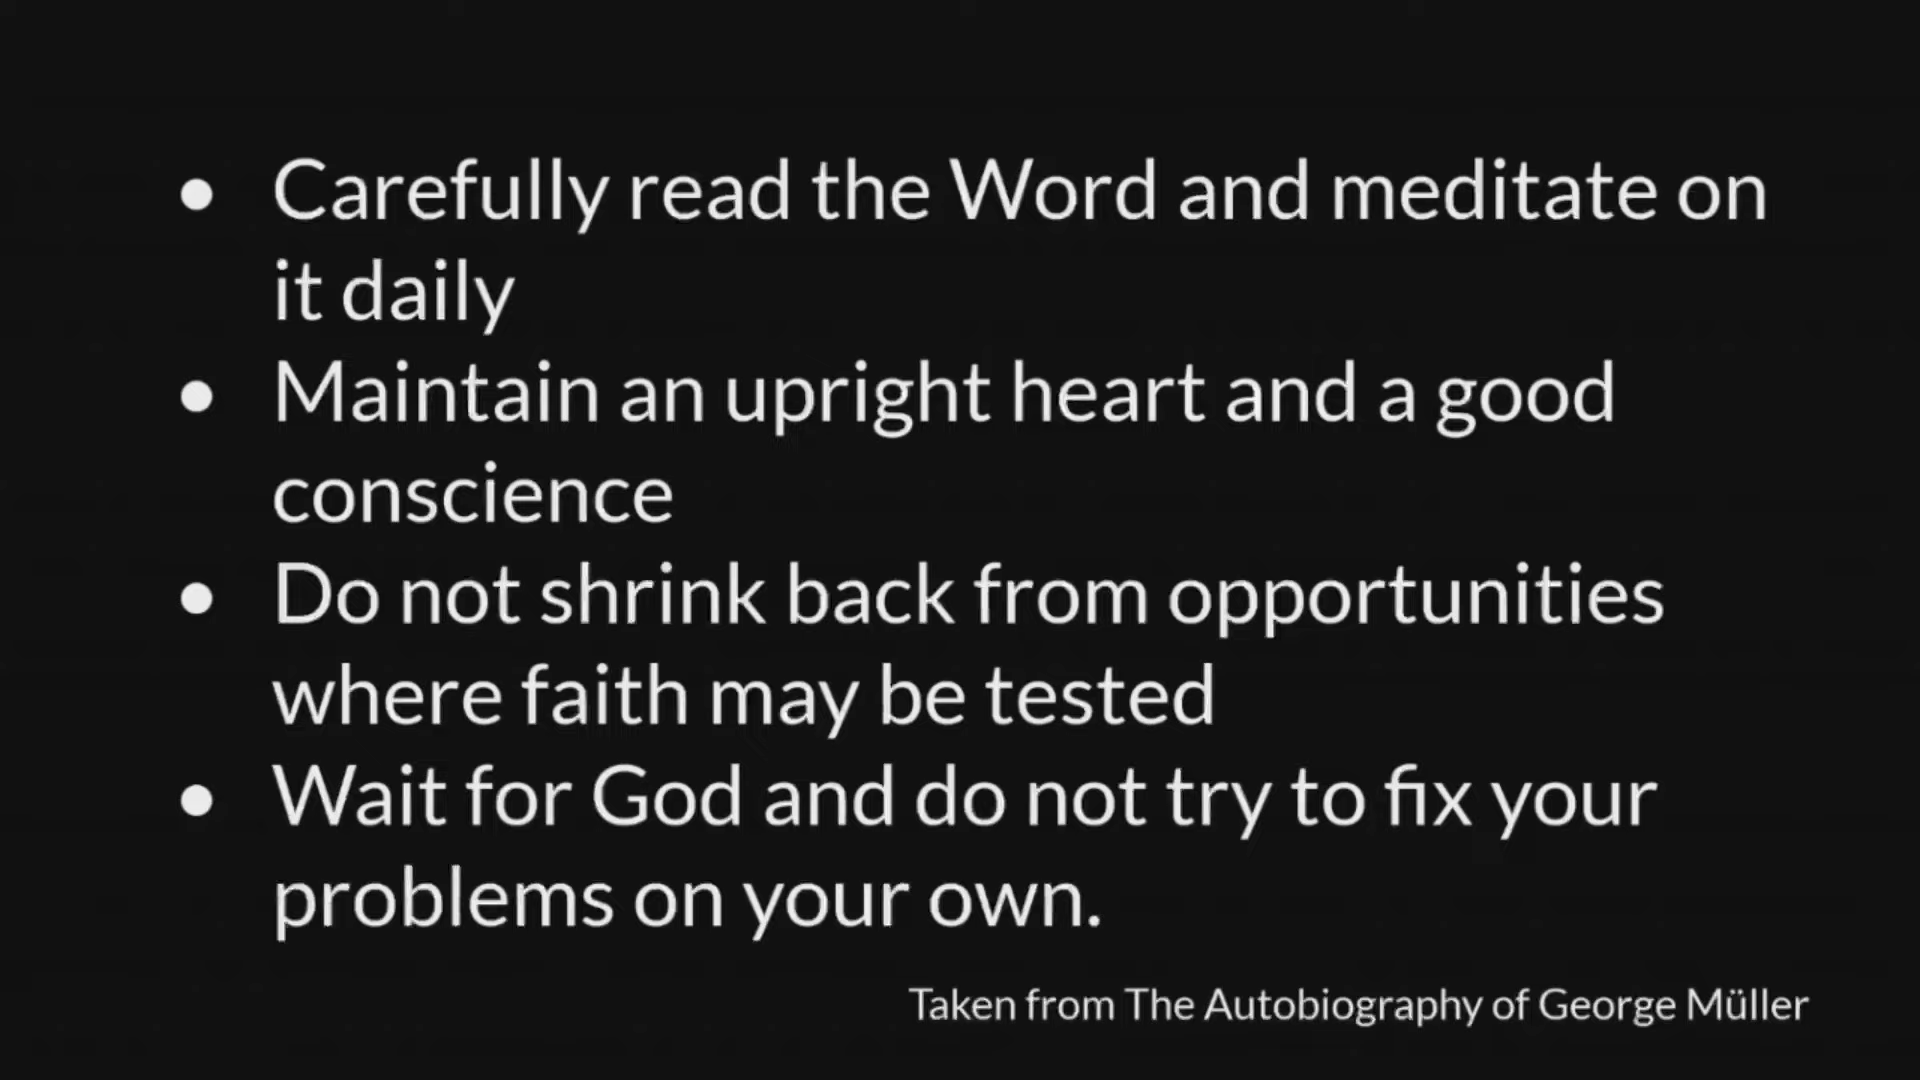 • Carefully read the Word and meditate on
it daily
• Maintain an upright heart and a good
conscience
• Do not shrink back from opportunities
where faith may be tested
• Wait for God and do not try to fix your
problems on your own.
Taken from The Autobiography of George Müller